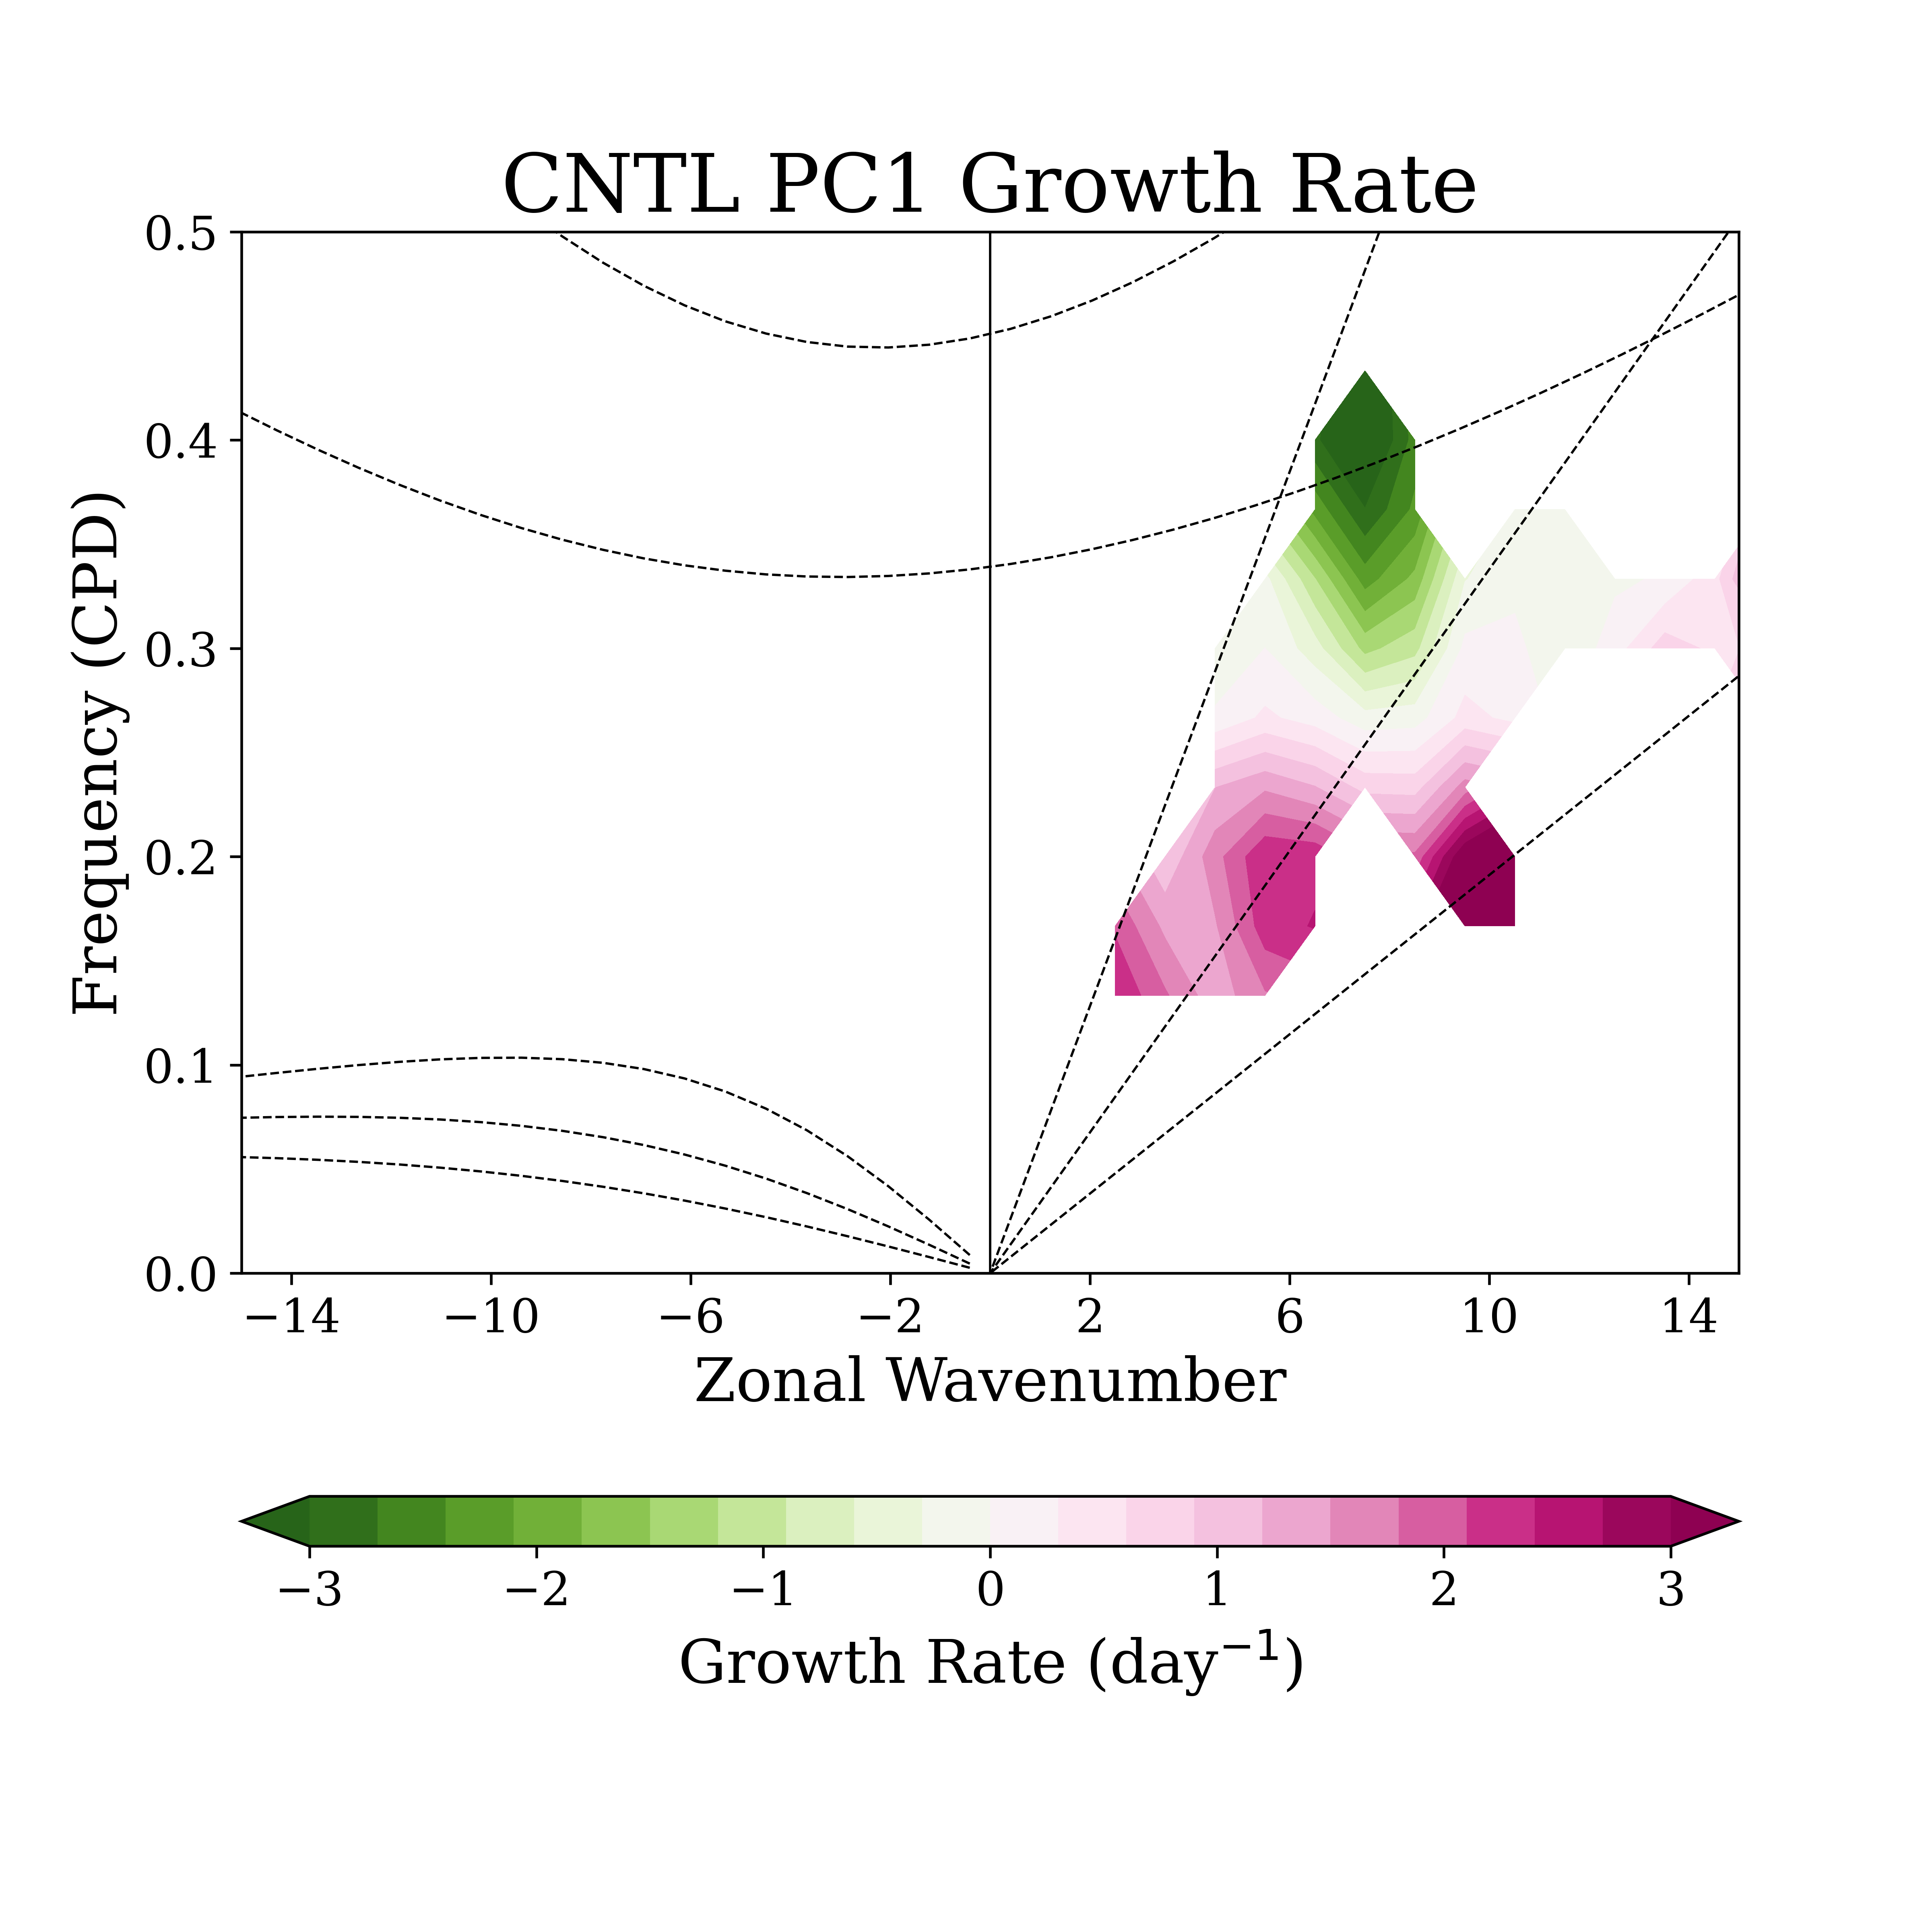 CNTL PC1 Growth Rate
0.5
0.4
0.3
0.2
0.1
0.0
Frequency (CPD)
−14 −10 −6 −2 2 6 10 14
Zonal Wavenumber
−3 −2 −1 0 1 2 3
Growth Rate (day⁻¹)